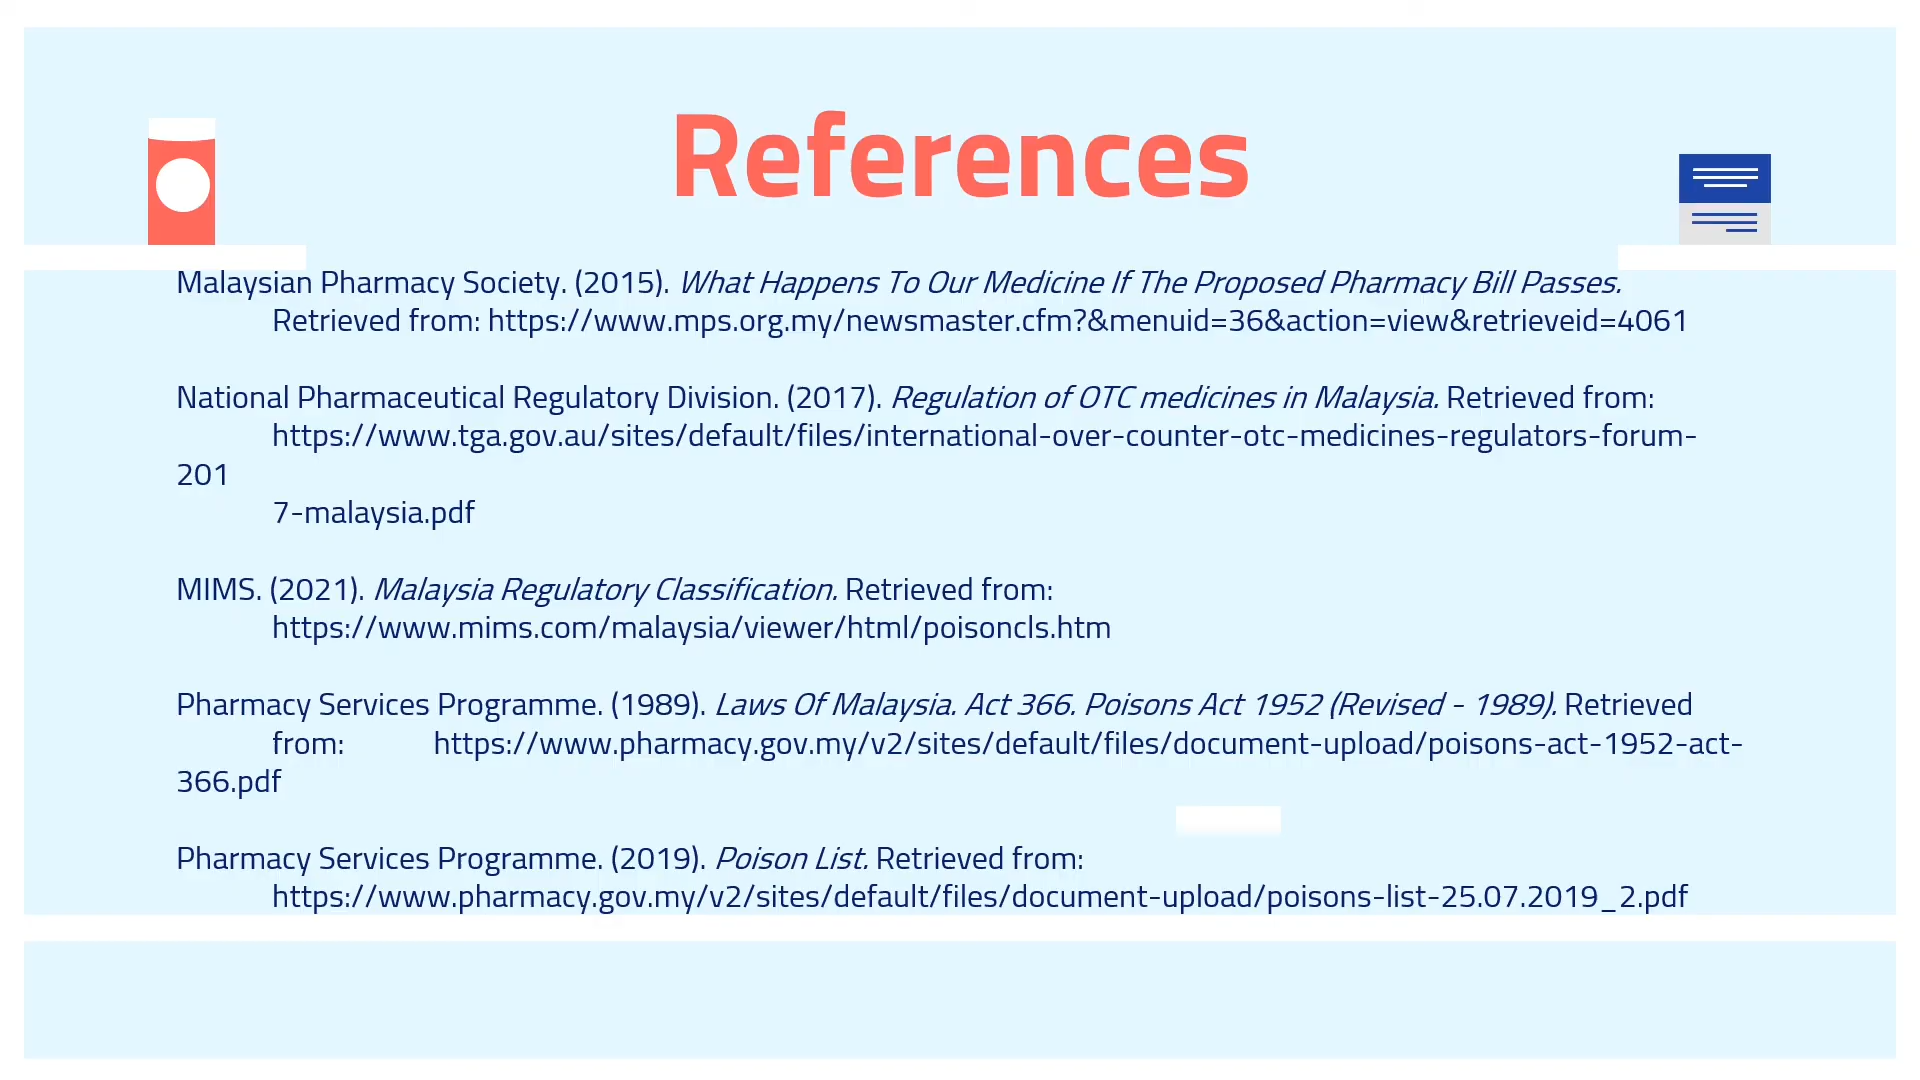 References
Malaysian Pharmacy Society. (2015). What Happens To Our Medicine If The Proposed Pharmacy Bill Passes.
Retrieved from: https://www.mps.org.my/newsmaster.cfm?&menuid=36&action=view&retrieveid=4061
National Pharmaceutical Regulatory Division. (2017). Regulation of OTC medicines in Malaysia. Retrieved from:
https://www.tga.gov.au/sites/default/files/international-over-counter-otc-medicines-regulators-forum-
201
7-malaysia.pdf
MIMS. (2021). Malaysia Regulatory Classification. Retrieved from:
https://www.mims.com/malaysia/viewer/html/poisoncls.htm
Pharmacy Services Programme. (1989). Laws Of Malaysia. Act 366. Poisons Act 1952 (Revised - 1989). Retrieved
from: https://www.pharmacy.gov.my/v2/sites/default/files/document-upload/poisons-act-1952-act-
366.pdf
Pharmacy Services Programme. (2019). Poison List. Retrieved from:
https://www.pharmacy.gov.my/v2/sites/default/files/document-upload/poisons-list-25.07.2019_2.pdf